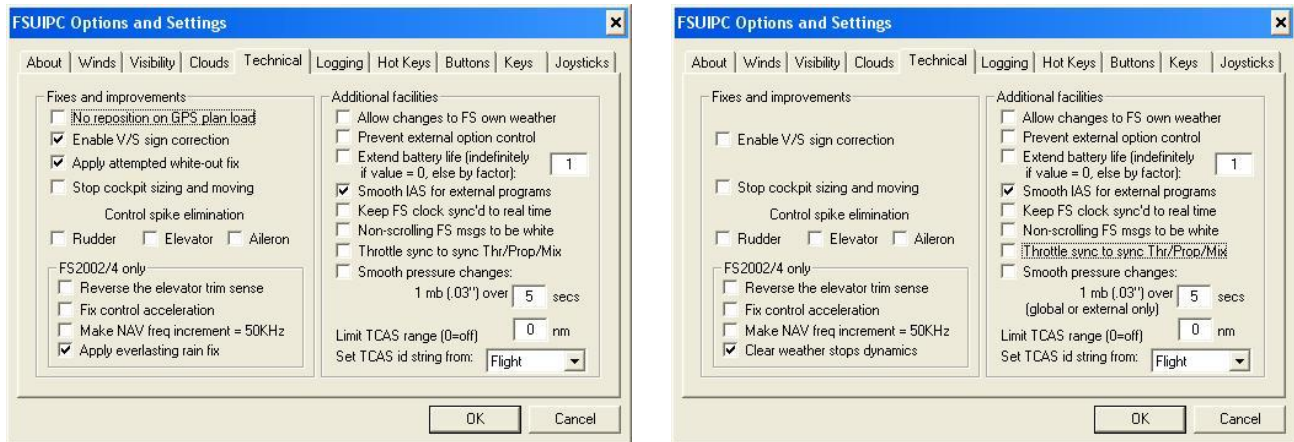 FSUIPC Options and Settings
About Winds Visibility Clouds Technical Logging Hot Keys Buttons Keys Joysticks
Fixes and improvements
No reposition on GPS plan load
Enable V/S sign correction
Apply attempted white-out fix
Stop cockpit sizing and moving
Control spike elimination
Rudder Elevator Aileron
FS2002/4 only
Reverse the elevator trim sense
Fix control acceleration
Make NAV freq increment = 50KHz
Apply everlasting rain fix
Additional facilities
Allow changes to FS own weather
Prevent external option control
Extend battery life (indefinitely
if value = 0, else by factor): 1
Smooth IAS for external programs
Keep FS clock sync'd to real time
Non-scrolling FS msgs to be white
Throttle sync to sync Thr/Prop/Mix
Smooth pressure changes:
1 mb (.03") over 5 secs
Limit TCAS range (0=off) 0 nm
Set TCAS id string from: Flight
OK Cancel
FSUIPC Options and Settings
About Winds Visibility Clouds Technical Logging Hot Keys Buttons Keys Joysticks
Fixes and improvements
Enable V/S sign correction
Stop cockpit sizing and moving
Control spike elimination
Rudder Elevator Aileron
FS2002/4 only
Reverse the elevator trim sense
Fix control acceleration
Make NAV freq increment = 50KHz
Clear weather stops dynamics
Additional facilities
Allow changes to FS own weather
Prevent external option control
Extend battery life (indefinitely
if value = 0, else by factor): 1
Smooth IAS for external programs
Keep FS clock sync'd to real time
Non-scrolling FS msgs to be white
Throttle sync to sync Thr/Prop/Mix
Smooth pressure changes:
1 mb (.03") over 5 secs
(global or external only)
Limit TCAS range (0=off) 0 nm
Set TCAS id string from: Flight
OK Cancel